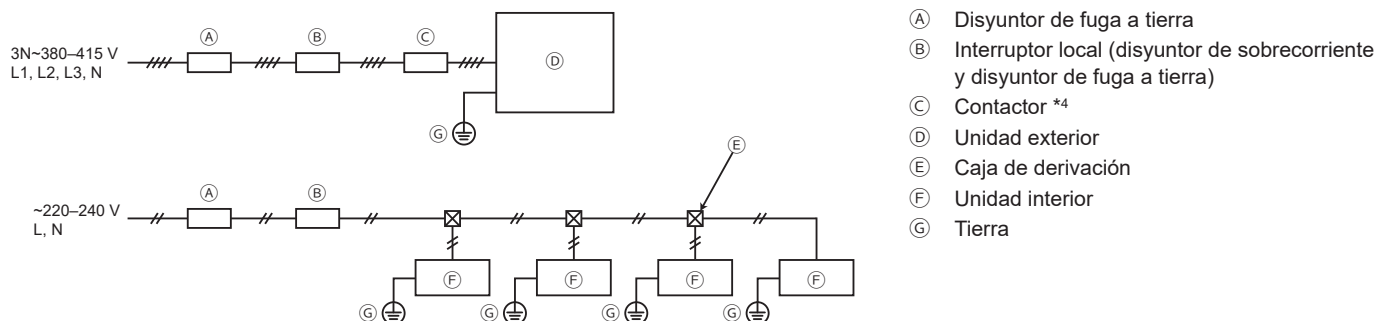 Ⓐ Ⓑ Ⓒ
3N~380–415 V
L1, L2, L3, N
Ⓓ
Ⓖ
Ⓔ
Ⓐ Ⓑ
~220–240 V
L, N
Ⓕ Ⓕ Ⓕ Ⓕ
Ⓖ Ⓖ Ⓖ Ⓖ
Ⓐ Disyuntor de fuga a tierra
Ⓑ Interruptor local (disyuntor de sobrecorriente
y disyuntor de fuga a tierra)
Ⓒ Contactor *4
Ⓓ Unidad exterior
Ⓔ Caja de derivación
Ⓕ Unidad interior
Ⓖ Tierra